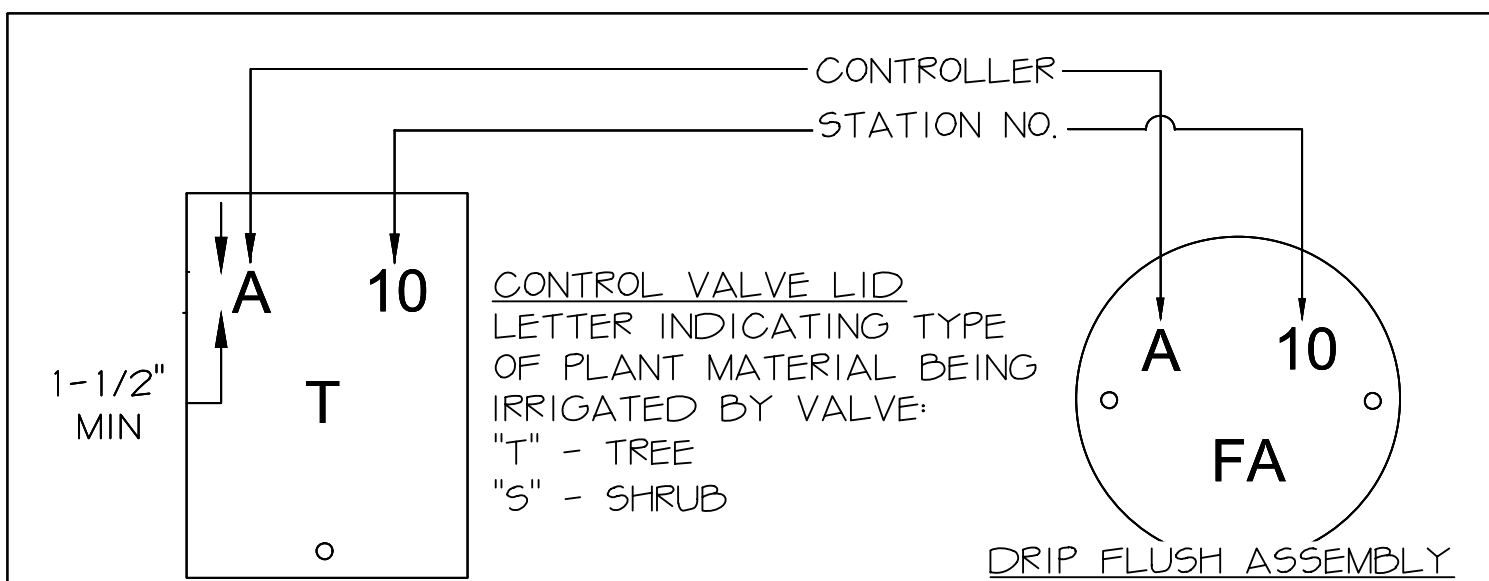 CONTROLLER
STATION NO.
A 10
1-1/2"
MIN
T
CONTROL VALVE LID
LETTER INDICATING TYPE
OF PLANT MATERIAL BEING
IRRIGATED BY VALVE:
"T" - TREE
"S" - SHRUB
A 10
FA
DRIP FLUSH ASSEMBLY